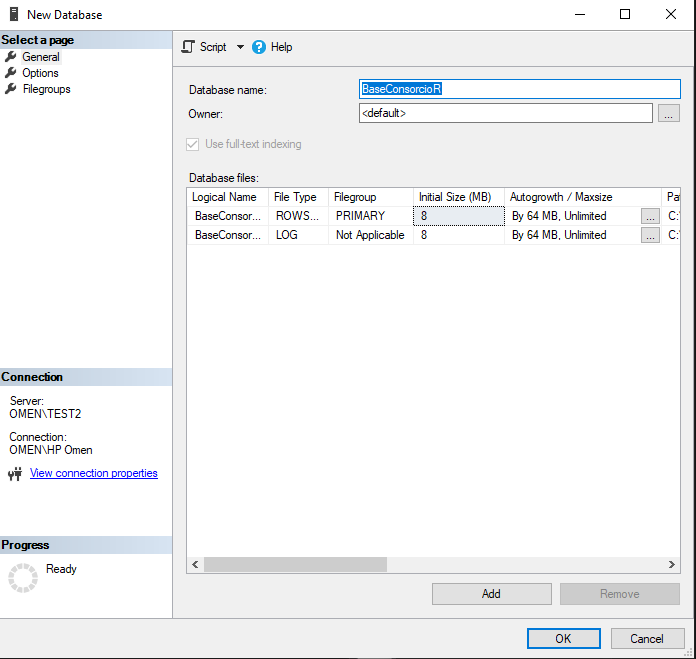 New Database
Select a page
General
Options
Filegroups
Script
Help
Database name:
BaseConsorcioR
Owner:
<default>
...
Use full-text indexing
Database files:
Logical Name File Type Filegroup Initial Size (MB) Autogrowth / Maxsize
BaseConsor... ROWS... PRIMARY 8 By 64 MB, Unlimited ... C:
BaseConsor... LOG Not Applicable 8 By 64 MB, Unlimited ... C:
Connection
Server:
OMEN\TEST2
Connection:
OMEN\HP Omen
View connection properties
Progress
Ready
Add
Remove
OK
Cancel